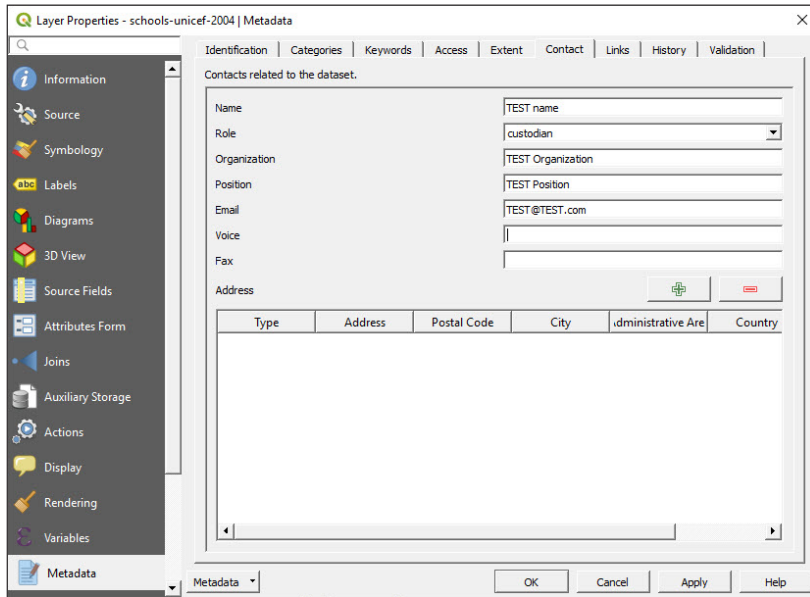 Layer Properties - schools-unicef-2004 | Metadata
Information
Source
Symbology
abc Labels
Diagrams
3D View
Source Fields
Attributes Form
Joins
Auxiliary Storage
Actions
Display
Rendering
Variables
Metadata
Identification Categories Keywords Access Extent Contact Links History Validation
Contacts related to the dataset.
Name TEST name
Role custodian
Organization TEST Organization
Position TEST Position
Email TEST@TEST.com
Voice
Fax
Address
Type Address Postal Code City dministrative Are Country
Metadata OK Cancel Apply Help